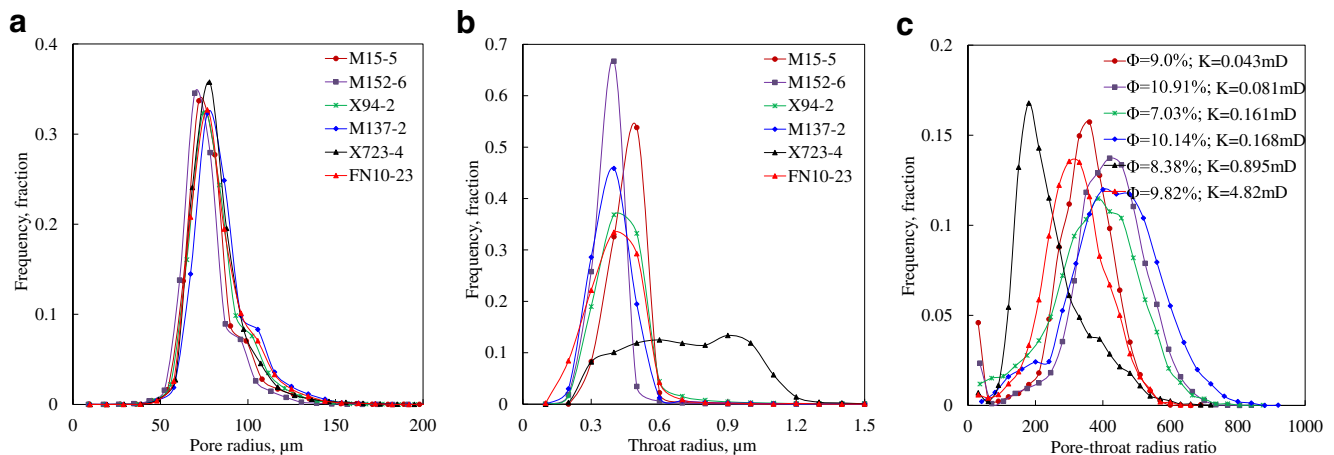 a
0.4
0.3
0.2
0.1
0
0
50
100
150
200
Frequency, fraction
Pore radius, µm
M15-5
M152-6
X94-2
M137-2
X723-4
FN10-23
b
0.7
0.6
0.5
0.4
0.3
0.2
0.1
0
0.0
0.3
0.6
0.9
1.2
1.5
Frequency, fraction
Throat radius, µm
M15-5
M152-6
X94-2
M137-2
X723-4
FN10-23
c
0.2
0.15
0.1
0.05
0
0
200
400
600
800
1000
Frequency, fraction
Pore-throat radius ratio
Φ=9.0%; K=0.043mD
Φ=10.91%; K=0.081mD
Φ=7.03%; K=0.161mD
Φ=10.14%; K=0.168mD
Φ=8.38%; K=0.895mD
Φ=9.82%; K=4.82mD